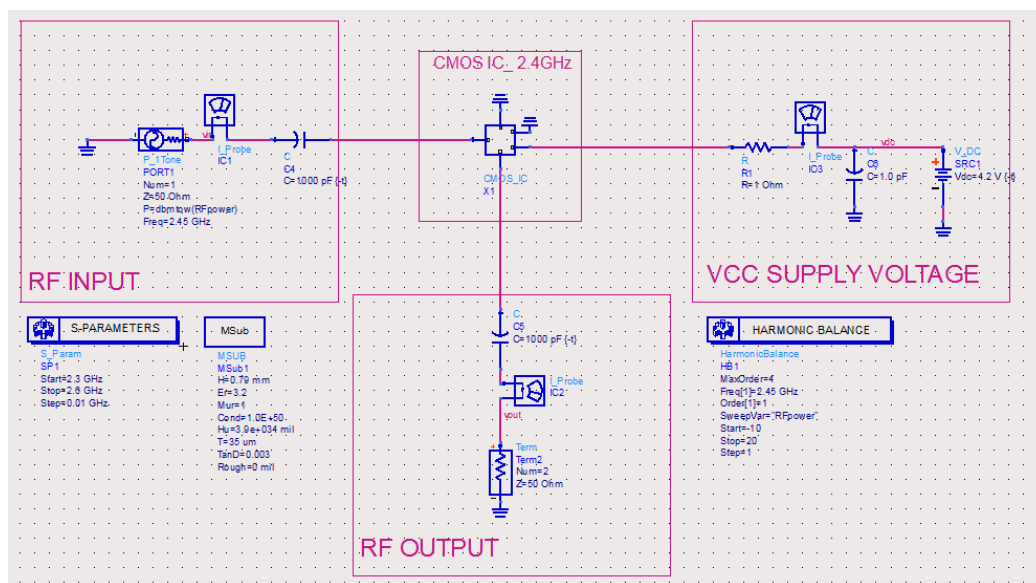 CMOS IC_ 2.4GHz
I_Probe
IC1
P_1Tone
PORT1
Num=1
Z=50 Ohm
P=dbmtow(RFpower)
Freq=2.45 GHz
C
C4
C=1000 pF {-t}
CMOS_IC
X1
R
R1
R=1 Ohm
I_Probe
IO3
C
C6
C=1.0 pF
vdc
V_DC
SRC1
Vdc=4.2 V {-t}
RF INPUT
VCC SUPPLY VOLTAGE
S-PARAMETERS
S_Param
SP1
Start=2.3 GHz
Stop=2.6 GHz
Step=0.01 GHz
MSub
MSUB
MSub1
H=0.79 mm
Er=3.2
Mur=1
Cond=1.0E+50
Hu=3.9e+034 mil
T=35 um
TanD=0.003
Rough=0 mil
C
C5
C=1000 pF {-t}
I_Probe
IC2
vout
Term
Term2
Num=2
Z=50 Ohm
RF OUTPUT
HARMONIC BALANCE
HarmonicBalance
HB1
MaxOrder=4
Freq[1]=2.45 GHz
Order[1]=1
SweepVar="RFpower"
Start=-10
Stop=20
Step=1